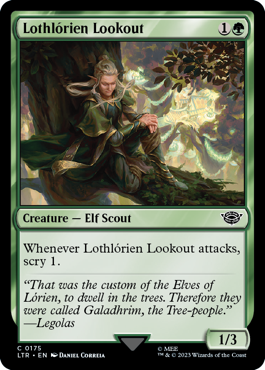 Lothlórien Lookout 1
Creature — Elf Scout
Whenever Lothlórien Lookout attacks,
scry 1.
“That was the custom of the Elves of
Lórien, to dwell in the trees. Therefore they
were called Galadhrim, the Tree-people.”
—Legolas
1/3
C 0175
LTR • EN DANIEL CORREIA
© MEE
™ & © 2023 Wizards of the Coast